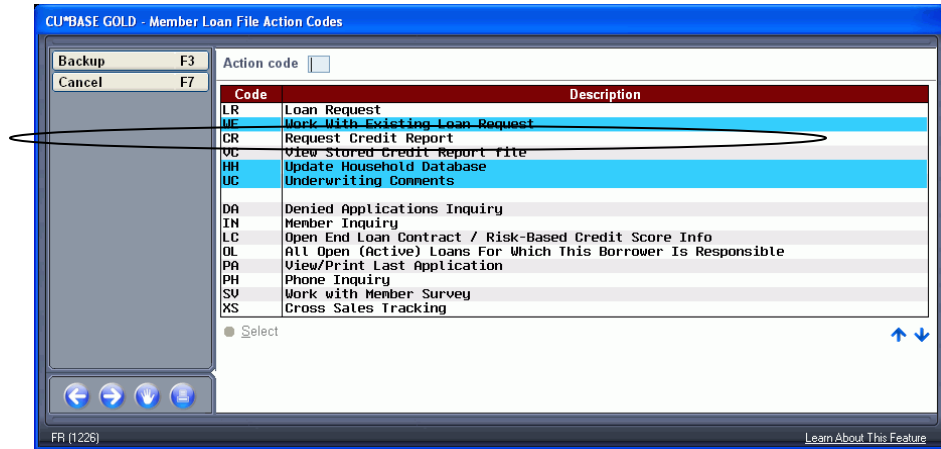 CU*BASE GOLD - Member Loan File Action Codes
Backup F3
Cancel F7
Action code
Code Description
LR Loan Request
WE Work With Existing Loan Request
CR Request Credit Report
VC View Stored Credit Report file
HH Update Household Database
UC Underwriting Comments
DA Denied Applications Inquiry
IN Member Inquiry
LC Open End Loan Contract / Risk-Based Credit Score Info
OL All Open (Active) Loans For Which This Borrower Is Responsible
PA View/Print Last Application
PH Phone Inquiry
SV Work with Member Survey
XS Cross Sales Tracking
Select
FR (1226) Learn About This Feature